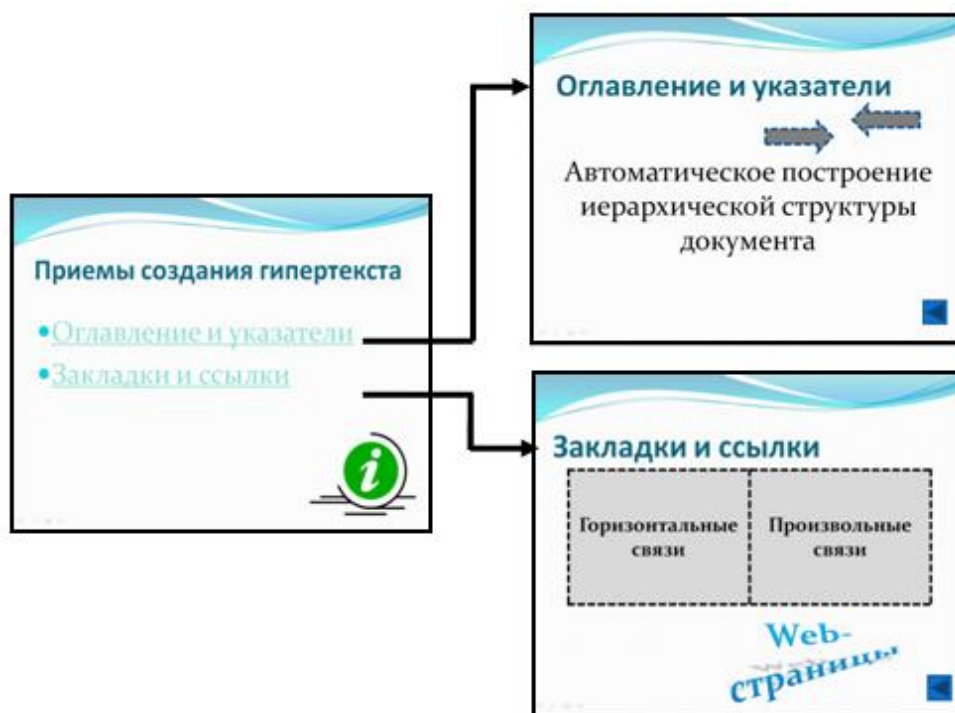 Приемы создания гипертекста
•Оглавление и указатели
•Закладки и ссылки
i
Оглавление и указатели
Автоматическое построение
иерархической структуры
документа
Закладки и ссылки
Горизонтальные
связи
Произвольные
связи
Web-
страницы